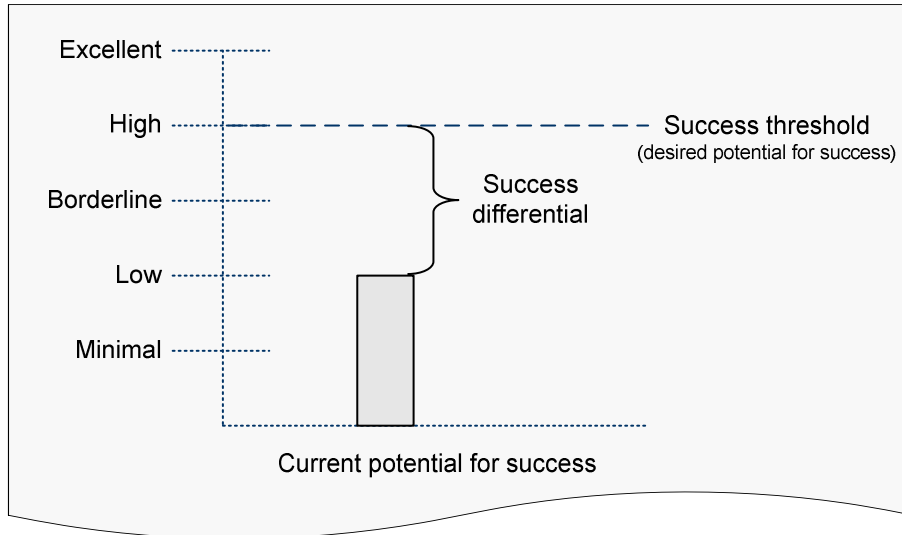 Excellent
High
Success threshold
(desired potential for success)
Borderline
Success
differential
Low
Minimal
Current potential for success